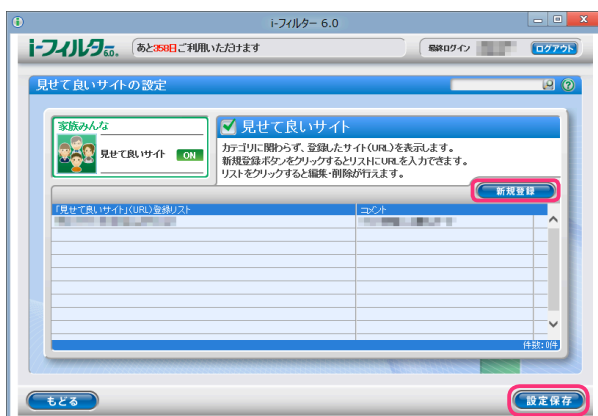 i-フィルター 6.0
i-フィルター6.0. あと358日ご利用いただけます 最終ログイン ログアウト
見せて良いサイトの設定
家族みんな
見せて良いサイト ON
見せて良いサイト
カテゴリに関わらず、登録したサイト(URL)を表示します。
新規登録ボタンをクリックするとリストにURLを入力できます。
リストをクリックすると編集・削除が行えます。
新規登録
「見せて良いサイト」(URL)登録リスト コメント
件数:0件
もどる 設定保存